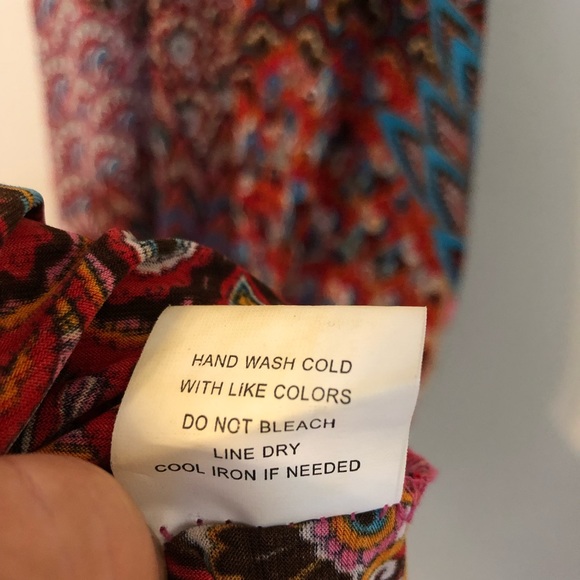 HAND WASH COLD
WITH LIKE COLORS
DO NOT BLEACH
LINE DRY
COOL IRON IF NEEDED